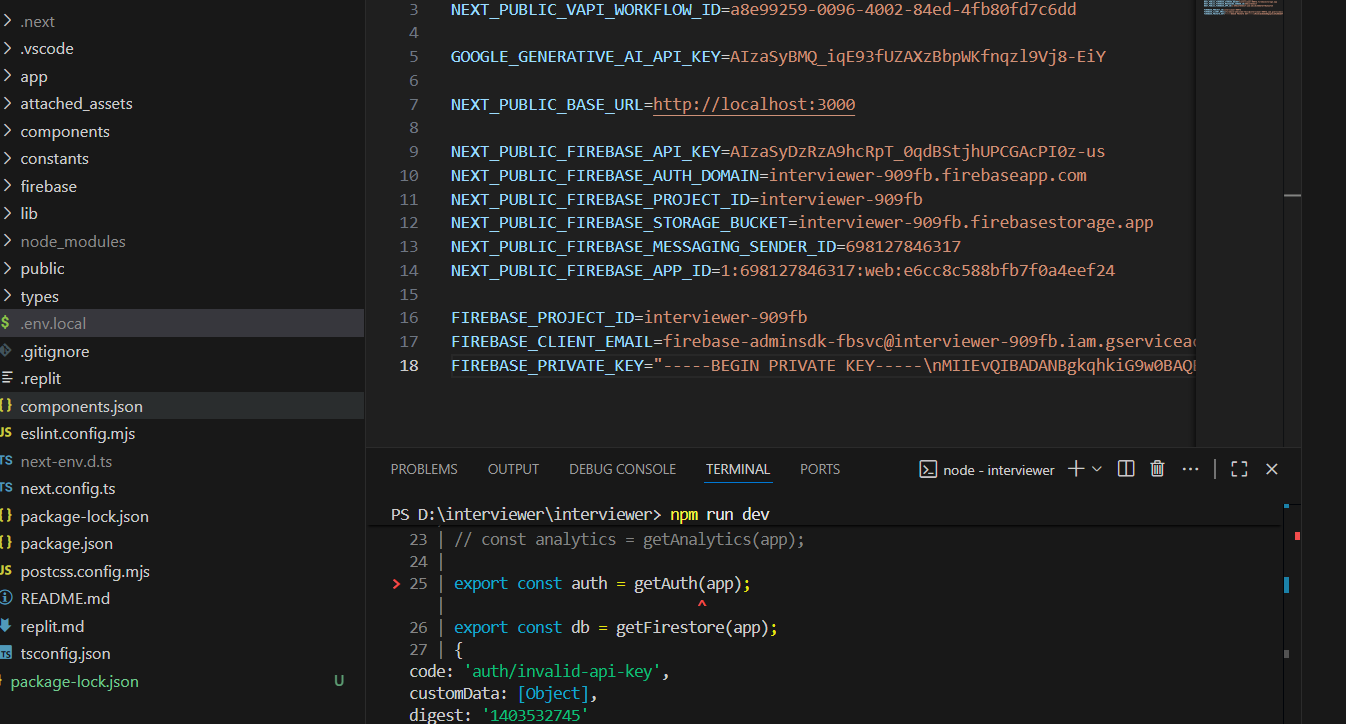 .next
.vscode
app
attached_assets
components
constants
firebase
lib
node_modules
public
types
$ .env.local
.gitignore
.replit
{} components.json
JS eslint.config.mjs
TS next-env.d.ts
TS next.config.ts
{} package-lock.json
{} package.json
JS postcss.config.mjs
README.md
replit.md
TS tsconfig.json
package-lock.json U
3 NEXT_PUBLIC_VAPI_WORKFLOW_ID=a8e99259-0096-4002-84ed-4fb80fd7c6dd
4
5 GOOGLE_GENERATIVE_AI_API_KEY=AIzaSyBMQ_iqE93fUZAXzBbpWKfnqzl9Vj8-EiY
6
7 NEXT_PUBLIC_BASE_URL=http://localhost:3000
8
9 NEXT_PUBLIC_FIREBASE_API_KEY=AIzaSyDzRzA9hcRpT_0qdBStjhUPCGAcPI0z-us
10 NEXT_PUBLIC_FIREBASE_AUTH_DOMAIN=interviewer-909fb.firebaseapp.com
11 NEXT_PUBLIC_FIREBASE_PROJECT_ID=interviewer-909fb
12 NEXT_PUBLIC_FIREBASE_STORAGE_BUCKET=interviewer-909fb.firebasestorage.app
13 NEXT_PUBLIC_FIREBASE_MESSAGING_SENDER_ID=698127846317
14 NEXT_PUBLIC_FIREBASE_APP_ID=1:698127846317:web:e6cc8c588bfb7f0a4eef24
15
16 FIREBASE_PROJECT_ID=interviewer-909fb
17 FIREBASE_CLIENT_EMAIL=firebase-adminsdk-fbsvc@interviewer-909fb.iam.gserviceac
18 FIREBASE_PRIVATE_KEY="-----BEGIN PRIVATE KEY-----\nMIIEvQIBADANBgkqhkiG9w0BAQ
PROBLEMS OUTPUT DEBUG CONSOLE TERMINAL PORTS node - interviewer
PS D:\interviewer\interviewer> npm run dev
23 | // const analytics = getAnalytics(app);
24 |
> 25 | export const auth = getAuth(app);
| ^
26 | export const db = getFirestore(app);
27 | {
code: 'auth/invalid-api-key',
customData: [Object],
digest: '1403532745'